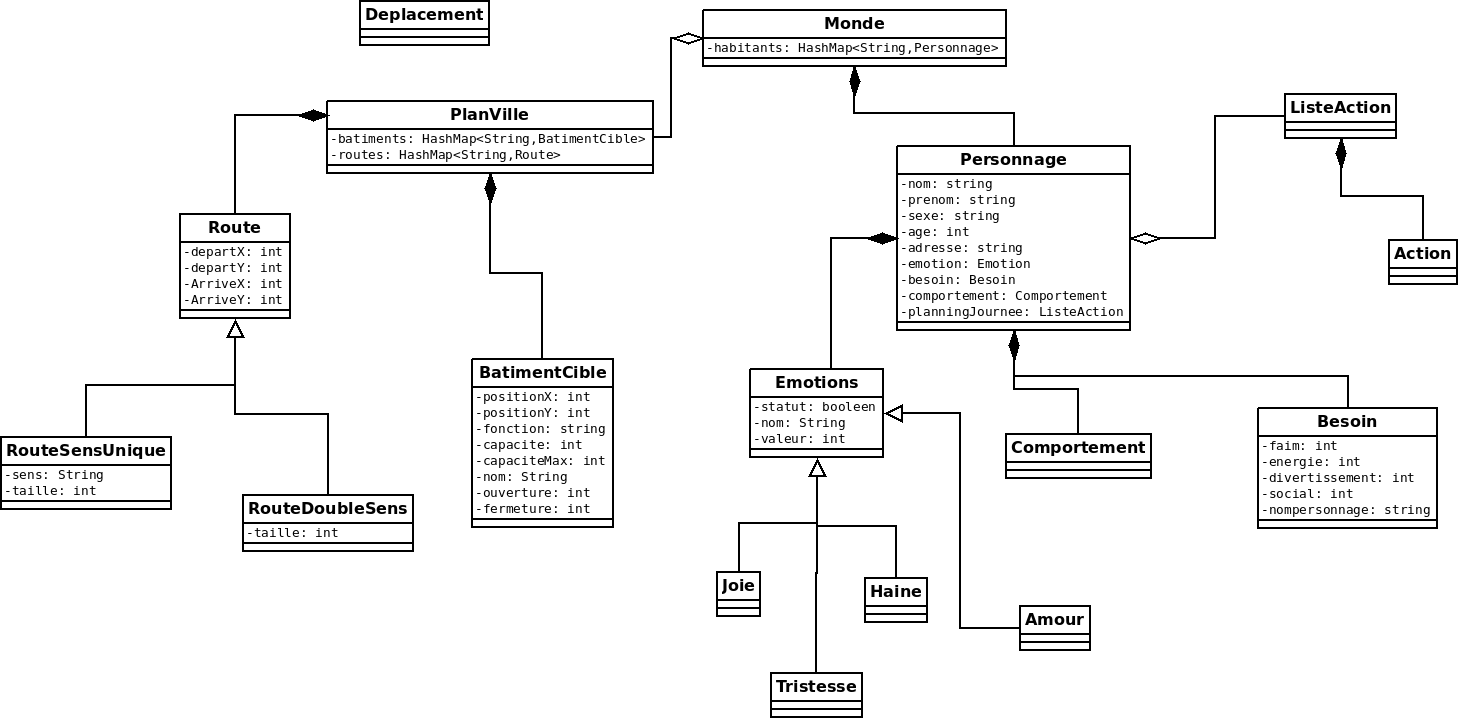 Deplacement
Monde
-habitants: HashMap<String,Personnage>
PlanVille
-batiments: HashMap<String,BatimentCible>
-routes: HashMap<String,Route>
ListeAction
Personnage
-nom: string
-prenom: string
-sexe: string
-age: int
-adresse: string
-emotion: Emotion
-besoin: Besoin
-comportement: Comportement
-planningJournee: ListeAction
Route
-departX: int
-departY: int
-ArriveX: int
-ArriveY: int
Action
BatimentCible
-positionX: int
-positionY: int
-fonction: string
-capacite: int
-capaciteMax: int
-nom: String
-ouverture: int
-fermeture: int
Emotions
-statut: booleen
-nom: String
-valeur: int
Comportement
Besoin
-faim: int
-energie: int
-divertissement: int
-social: int
-nompersonnage: string
RouteSensUnique
-sens: String
-taille: int
RouteDoubleSens
-taille: int
Joie
Haine
Amour
Tristesse